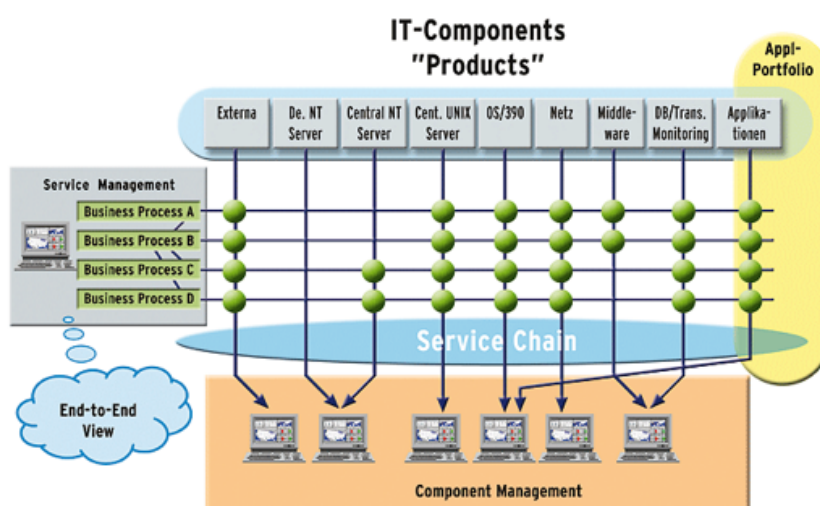 IT-Components
"Products"
Appl-
Portfolio
Externa
De. NT
Server
Central NT
Server
Cent. UNIX
Server
OS/390
Netz
Middle-
ware
DB/Trans.
Monitoring
Applika-
tionen
Service Management
Business Process A
Business Process B
Business Process C
Business Process D
Service Chain
End-to-End
View
Component Management